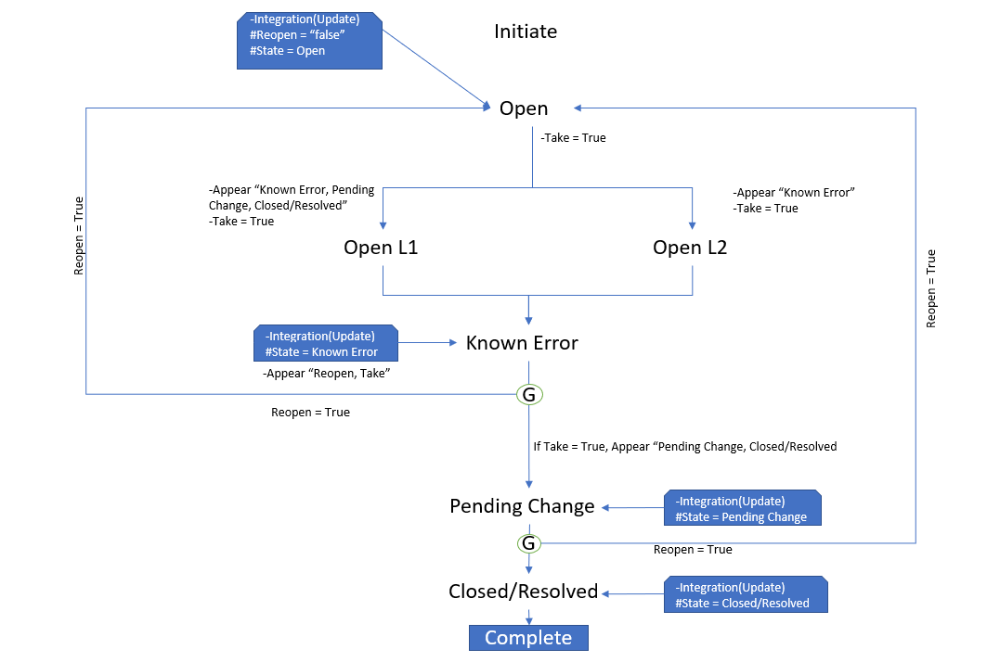 -Integration(Update)
#Reopen = “false”
#State = Open
Initiate
Open
-Take = True
-Appear “Known Error, Pending
Change, Closed/Resolved”
-Take = True
-Appear “Known Error”
-Take = True
Reopen = True
Open L1
Open L2
Reopen = True
-Integration(Update)
#State = Known Error
Known Error
-Appear “Reopen, Take”
G
Reopen = True
If Take = True, Appear “Pending Change, Closed/Resolved
Pending Change
-Integration(Update)
#State = Pending Change
G
Reopen = True
Closed/Resolved
-Integration(Update)
#State = Closed/Resolved
Complete